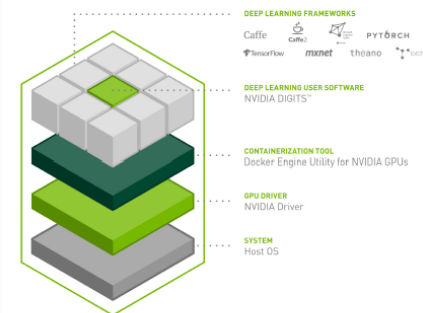 DEEP LEARNING FRAMEWORKS
Caffe Caffe2 PYTORCH
TensorFlow mxnet theano
DEEP LEARNING USER SOFTWARE
NVIDIA DIGITS™
CONTAINERIZATION TOOL
Docker Engine Utility for NVIDIA GPUs
GPU DRIVER
NVIDIA Driver
SYSTEM
Host OS